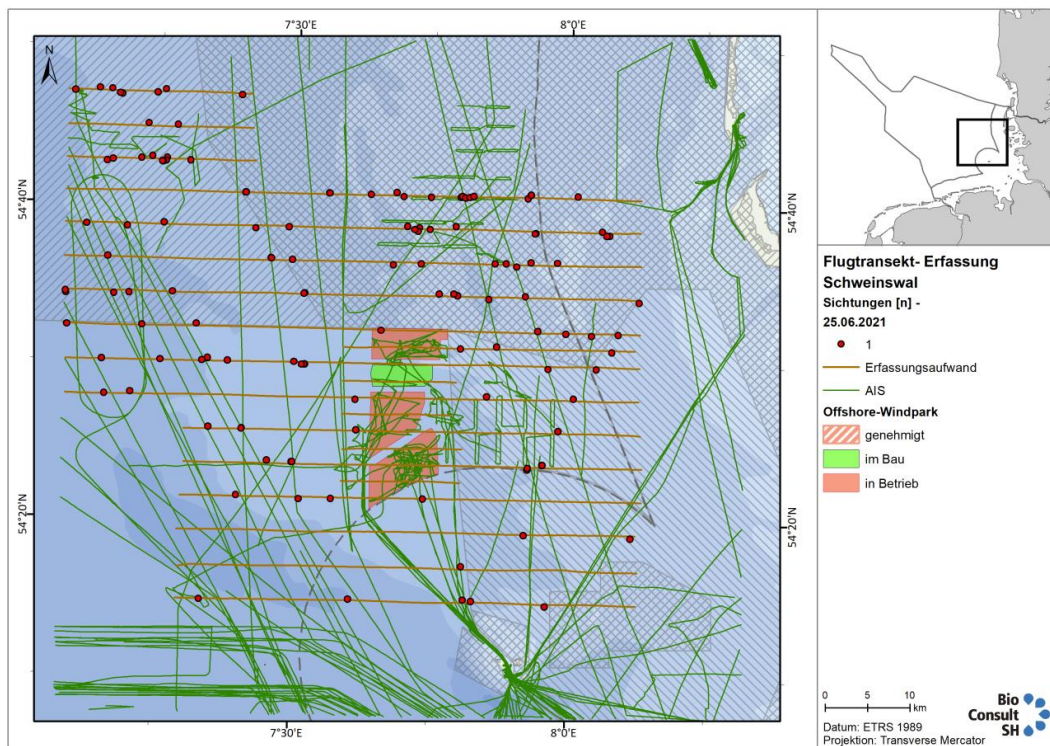 7°30'E
8°0'E
N
54°40'N
54°40'N
54°20'N
54°20'N
7°30'E
8°0'E
Flugtransekt- Erfassung
Schweinswal
Sichtungen [n] -
25.06.2021
1
Erfassungsaufwand
AIS
Offshore-Windpark
genehmigt
im Bau
in Betrieb
0 5 10
km
Datum: ETRS 1989
Projektion: Transverse Mercator
Bio
Consult
SH